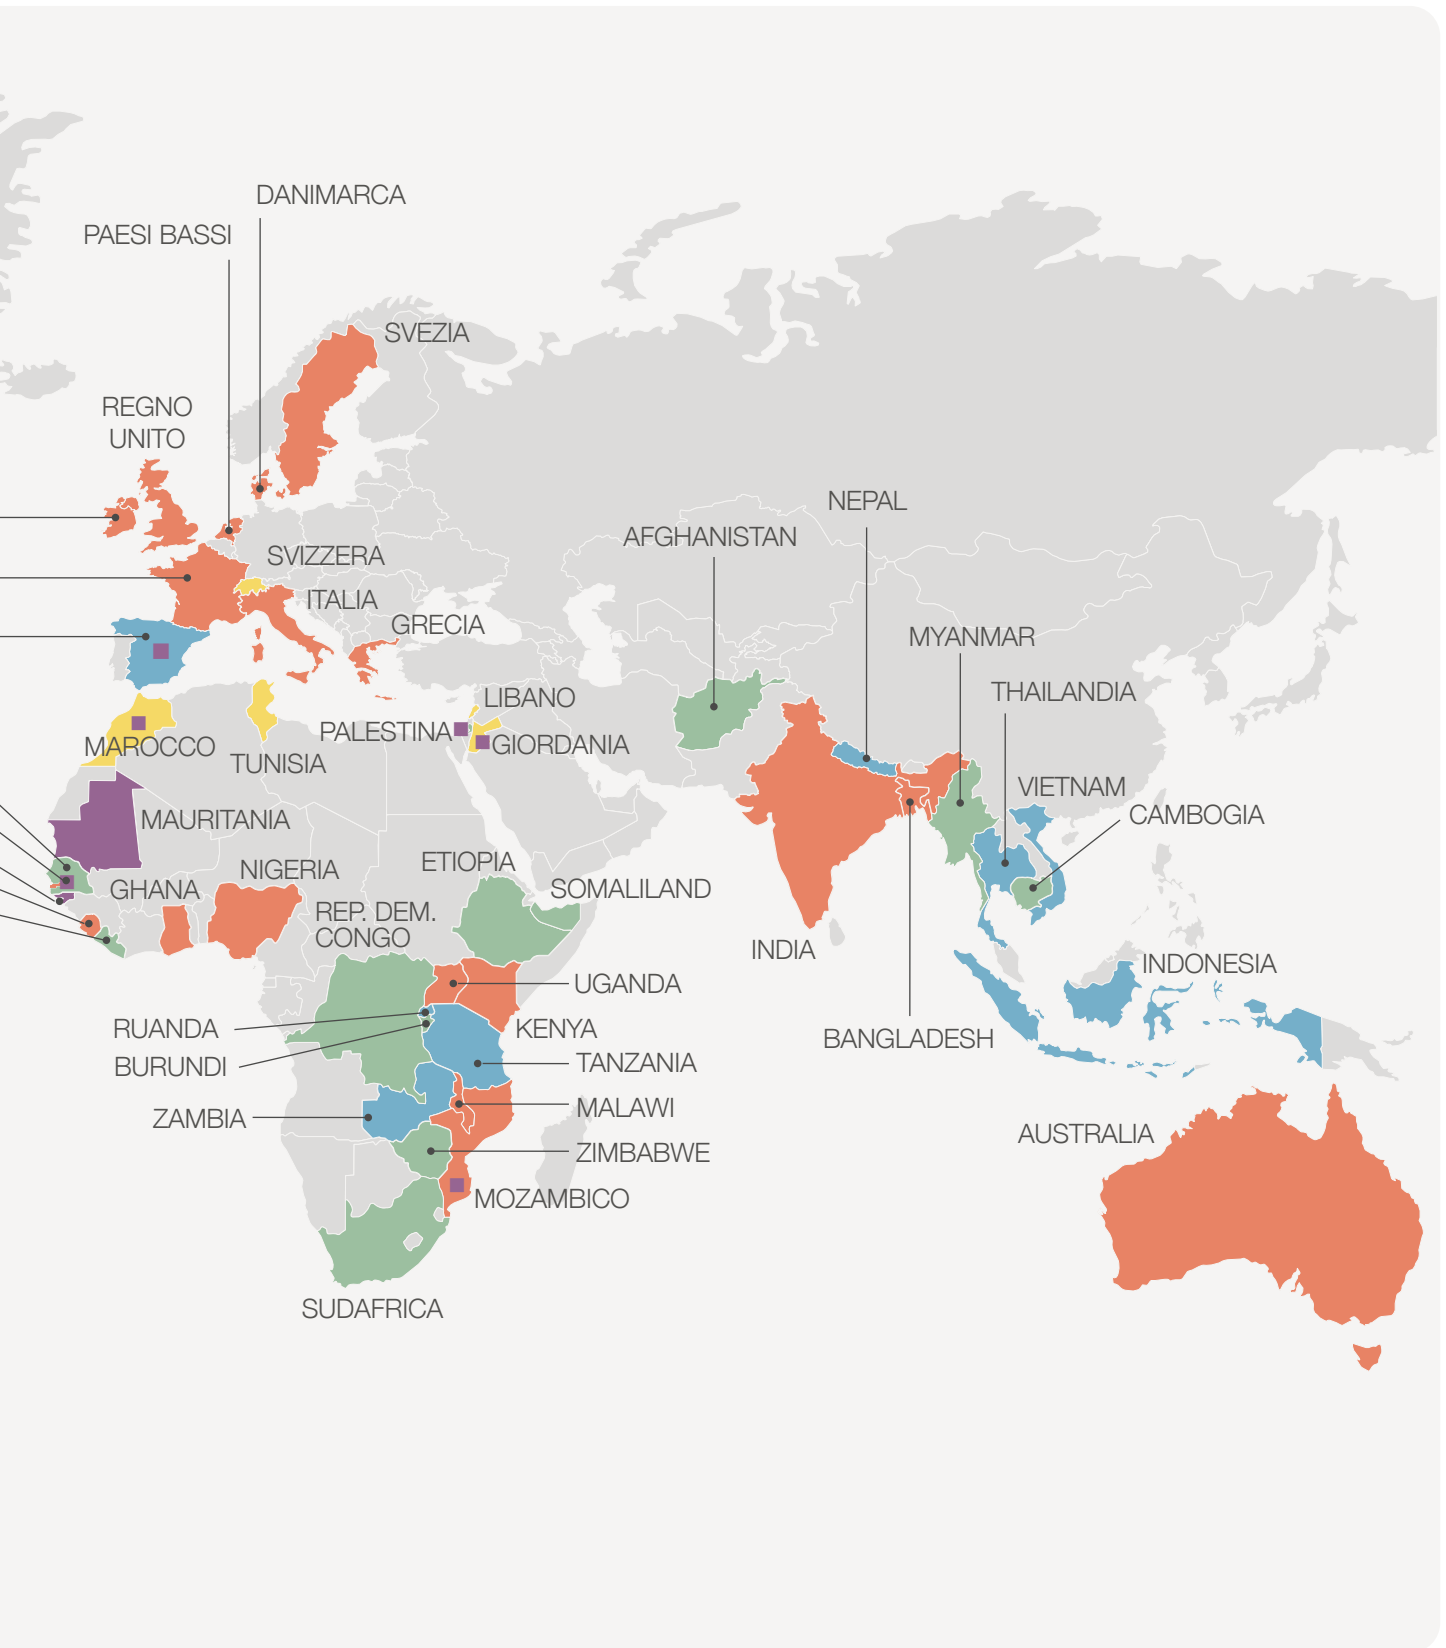 DANIMARCA
PAESI BASSI
SVEZIA
REGNO
UNITO
NEPAL
AFGHANISTAN
SVIZZERA
ITALIA
GRECIA
MYANMAR
THAILANDIA
LIBANO
PALESTINA
GIORDANIA
MAROCCO
TUNISIA
VIETNAM
CAMBOGIA
MAURITANIA
ETIOPIA
NIGERIA
GHANA
SOMALILAND
REP. DEM.
CONGO
INDIA
INDONESIA
UGANDA
RUANDA
KENYA
BANGLADESH
BURUNDI
TANZANIA
ZAMBIA
MALAWI
AUSTRALIA
ZIMBABWE
MOZAMBICO
SUDAFRICA